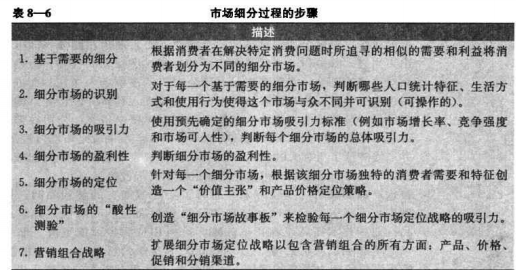 表8—6 市场细分过程的步骤
描述
1. 基于需要的细分 根据消费者在解决特定消费问题时所追寻的相似的需要和利益将消费者划分为不同的细分市场。
2. 细分市场的识别 对于每一个基于需要的细分市场，判断哪些人口统计特征、生活方式和使用行为使得这个市场与众不同并可识别（可操作的）。
3. 细分市场的吸引力 使用预先确定的细分市场吸引力标准（例如市场增长率、竞争强度和市场可入性），判断每个细分市场的总体吸引力。
4. 细分市场的盈利性 判断细分市场的盈利性。
5. 细分市场的定位 针对每一个细分市场，根据该细分市场独特的消费者需要和特征创造一个“价值主张”和产品价格定位策略。
6. 细分市场的“酸性测验” 创造“细分市场故事板”来检验每一个细分市场定位战略的吸引力。
7. 营销组合战略 扩展细分市场定位战略以包含营销组合的所有方面：产品、价格、促销和分销渠道。